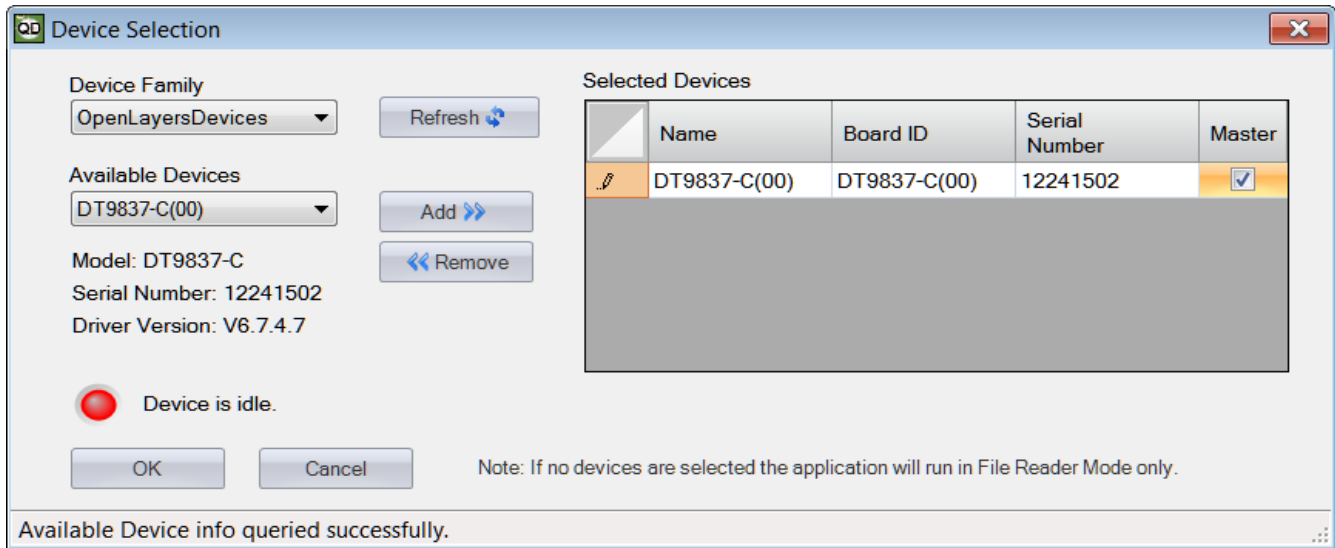 QD Device Selection
Device Family
OpenLayersDevices
Refresh
Available Devices
DT9837-C(00)
Add
Remove
Model: DT9837-C
Serial Number: 12241502
Driver Version: V6.7.4.7
Device is idle.
Selected Devices
Name Board ID Serial Number Master
DT9837-C(00) DT9837-C(00) 12241502
OK Cancel Note: If no devices are selected the application will run in File Reader Mode only.
Available Device info queried successfully.